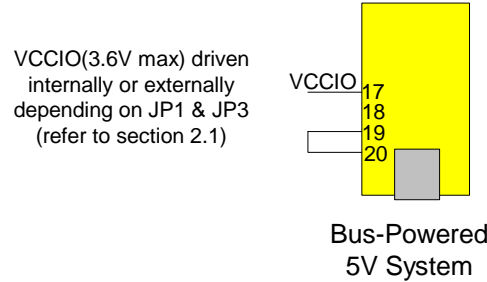 VCCIO(3.6V max) driven
internally or externally
depending on JP1 & JP3
(refer to section 2.1)
VCCIO
17
18
19
20
Bus-Powered
5V System